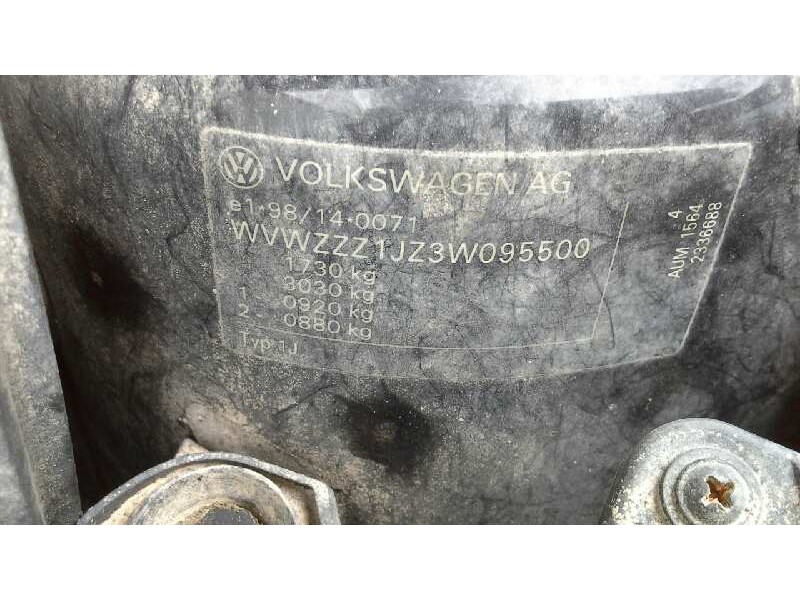 VOLKSWAGEN AG
e1*98/14*0071
WVWZZZ1JZ3W095500
1730 kg
3030 kg
1 - 0920 kg
2 - 0880 kg
Typ 1J
4
AUM 1564
2336688